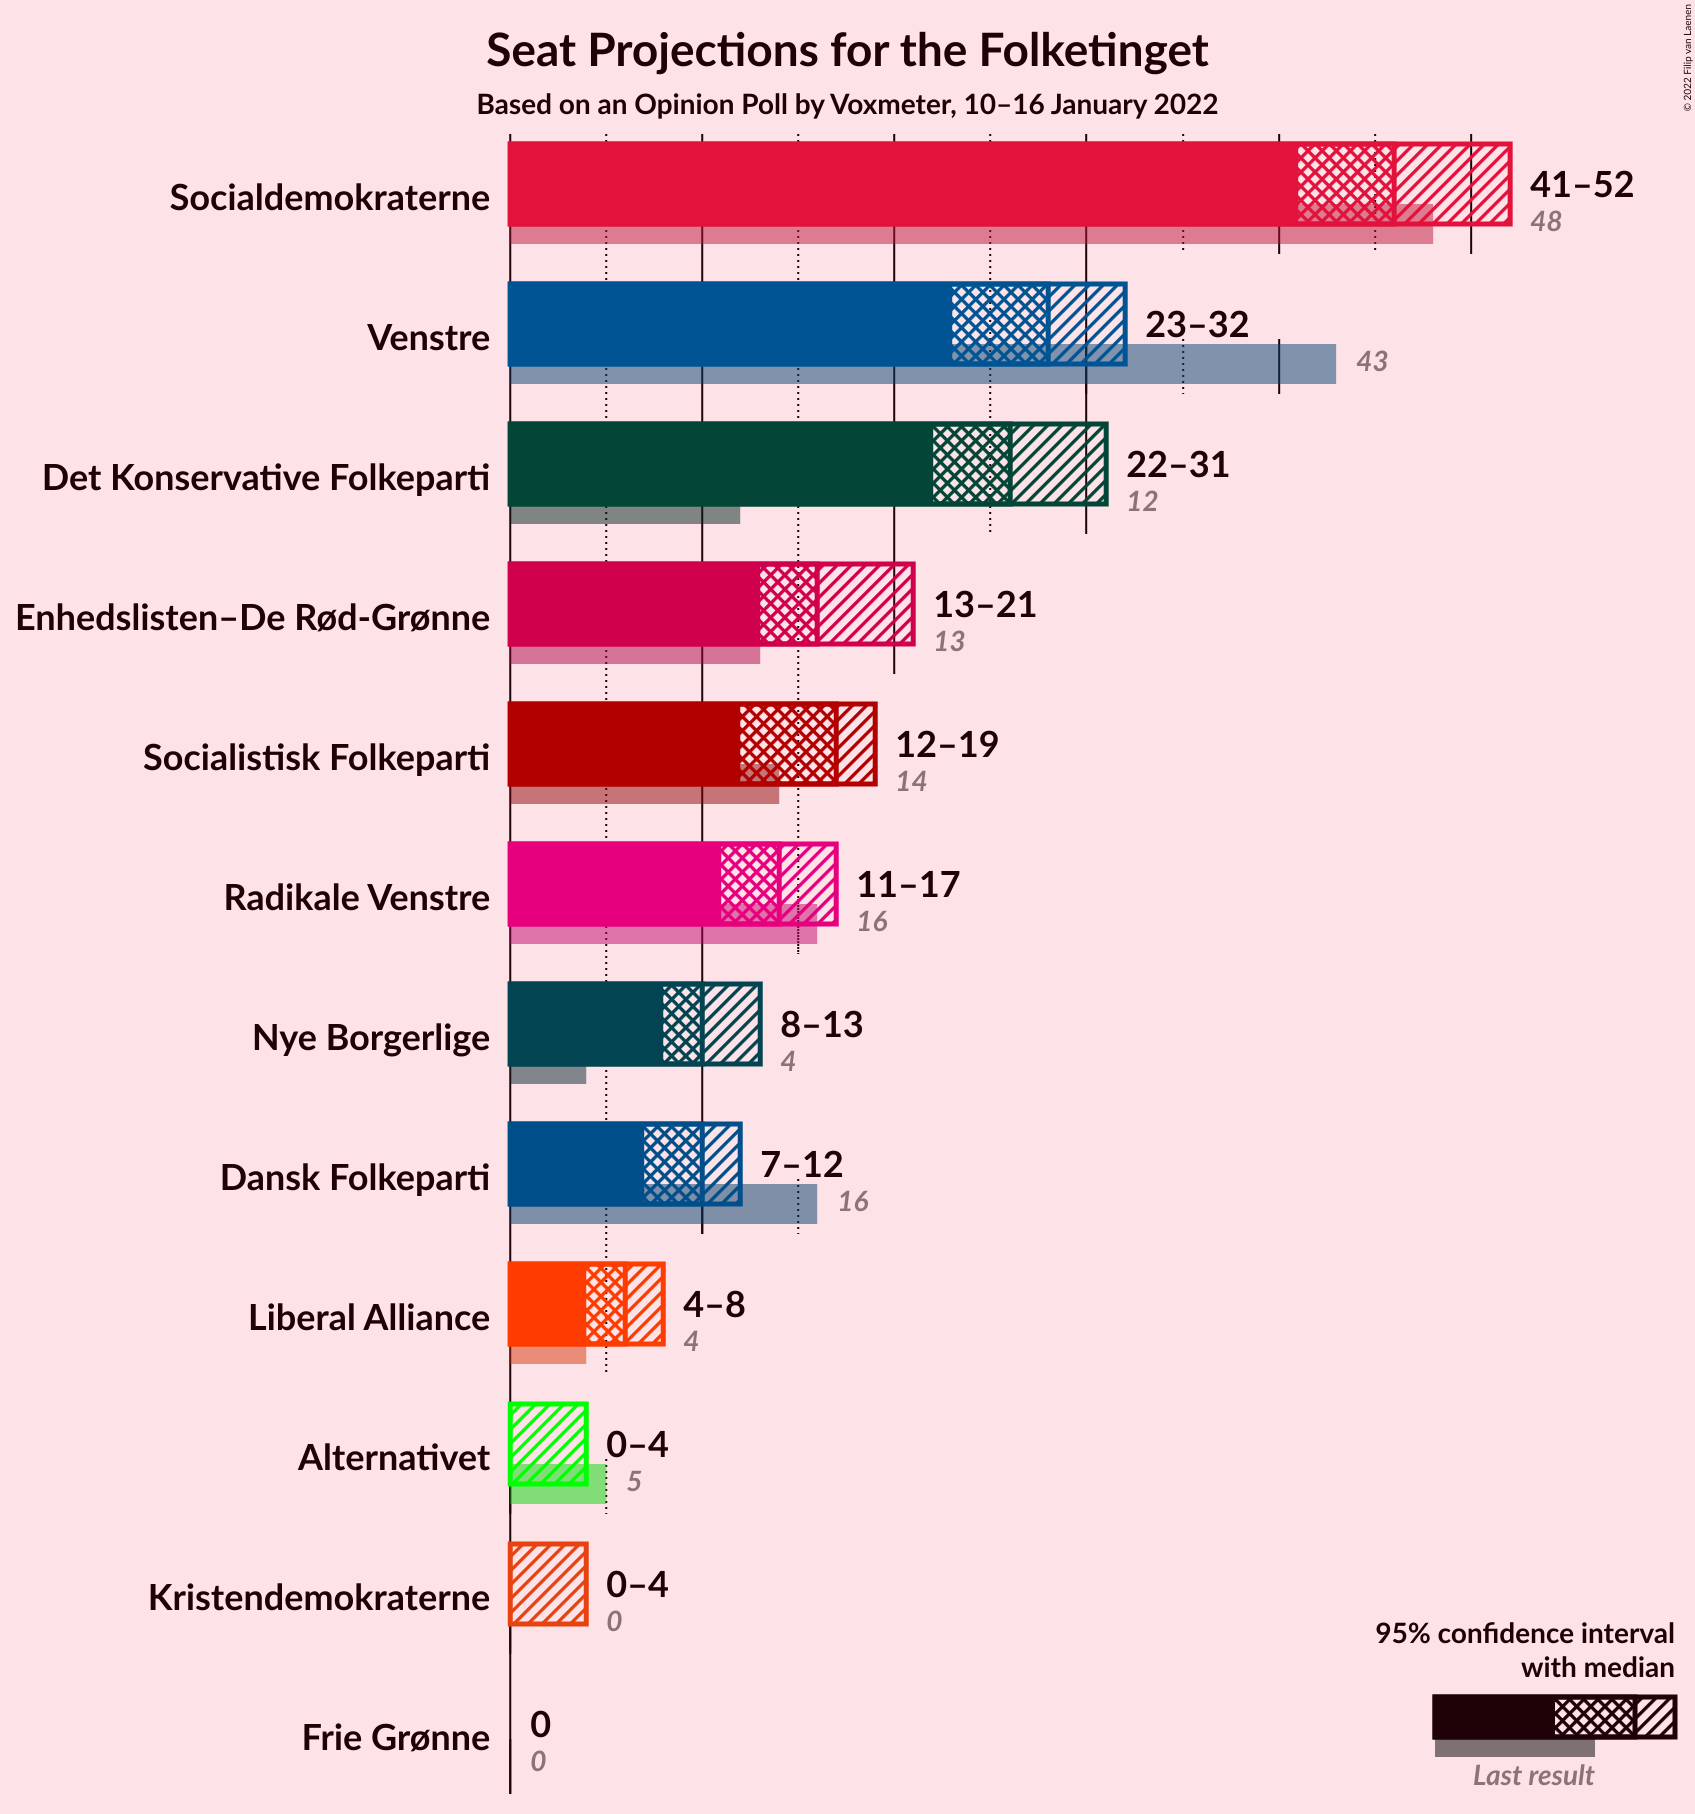 Seat Projections for the Folketinget
Based on an Opinion Poll by Voxmeter, 10–16 January 2022
© 2022 Filip van Laenen
Socialdemokraterne
41–52
48
Venstre
23–32
43
Det Konservative Folkeparti
22–31
12
Enhedslisten–De Rød-Grønne
13–21
13
Socialistisk Folkeparti
12–19
14
Radikale Venstre
11–17
16
Nye Borgerlige
8–13
4
Dansk Folkeparti
7–12
16
Liberal Alliance
4–8
4
Alternativet
0–4
5
Kristendemokraterne
0–4
0
Frie Grønne
0
0
95% confidence interval
with median
Last result